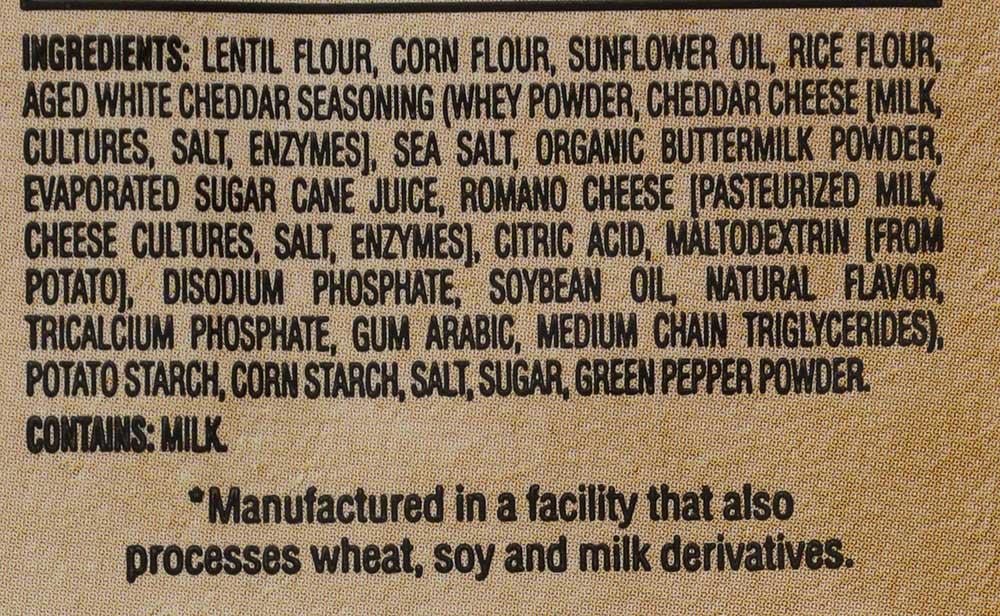 INGREDIENTS: LENTIL FLOUR, CORN FLOUR, SUNFLOWER OIL, RICE FLOUR,
AGED WHITE CHEDDAR SEASONING (WHEY POWDER, CHEDDAR CHEESE [MILK,
CULTURES, SALT, ENZYMES], SEA SALT, ORGANIC BUTTERMILK POWDER,
EVAPORATED SUGAR CANE JUICE, ROMANO CHEESE [PASTEURIZED MILK,
CHEESE CULTURES, SALT, ENZYMES], CITRIC ACID, MALTODEXTRIN [FROM
POTATO], DISODIUM PHOSPHATE, SOYBEAN OIL, NATURAL FLAVOR,
TRICALCIUM PHOSPHATE, GUM ARABIC, MEDIUM CHAIN TRIGLYCERIDES),
POTATO STARCH, CORN STARCH, SALT, SUGAR, GREEN PEPPER POWDER.
CONTAINS: MILK.
*Manufactured in a facility that also
processes wheat, soy and milk derivatives.